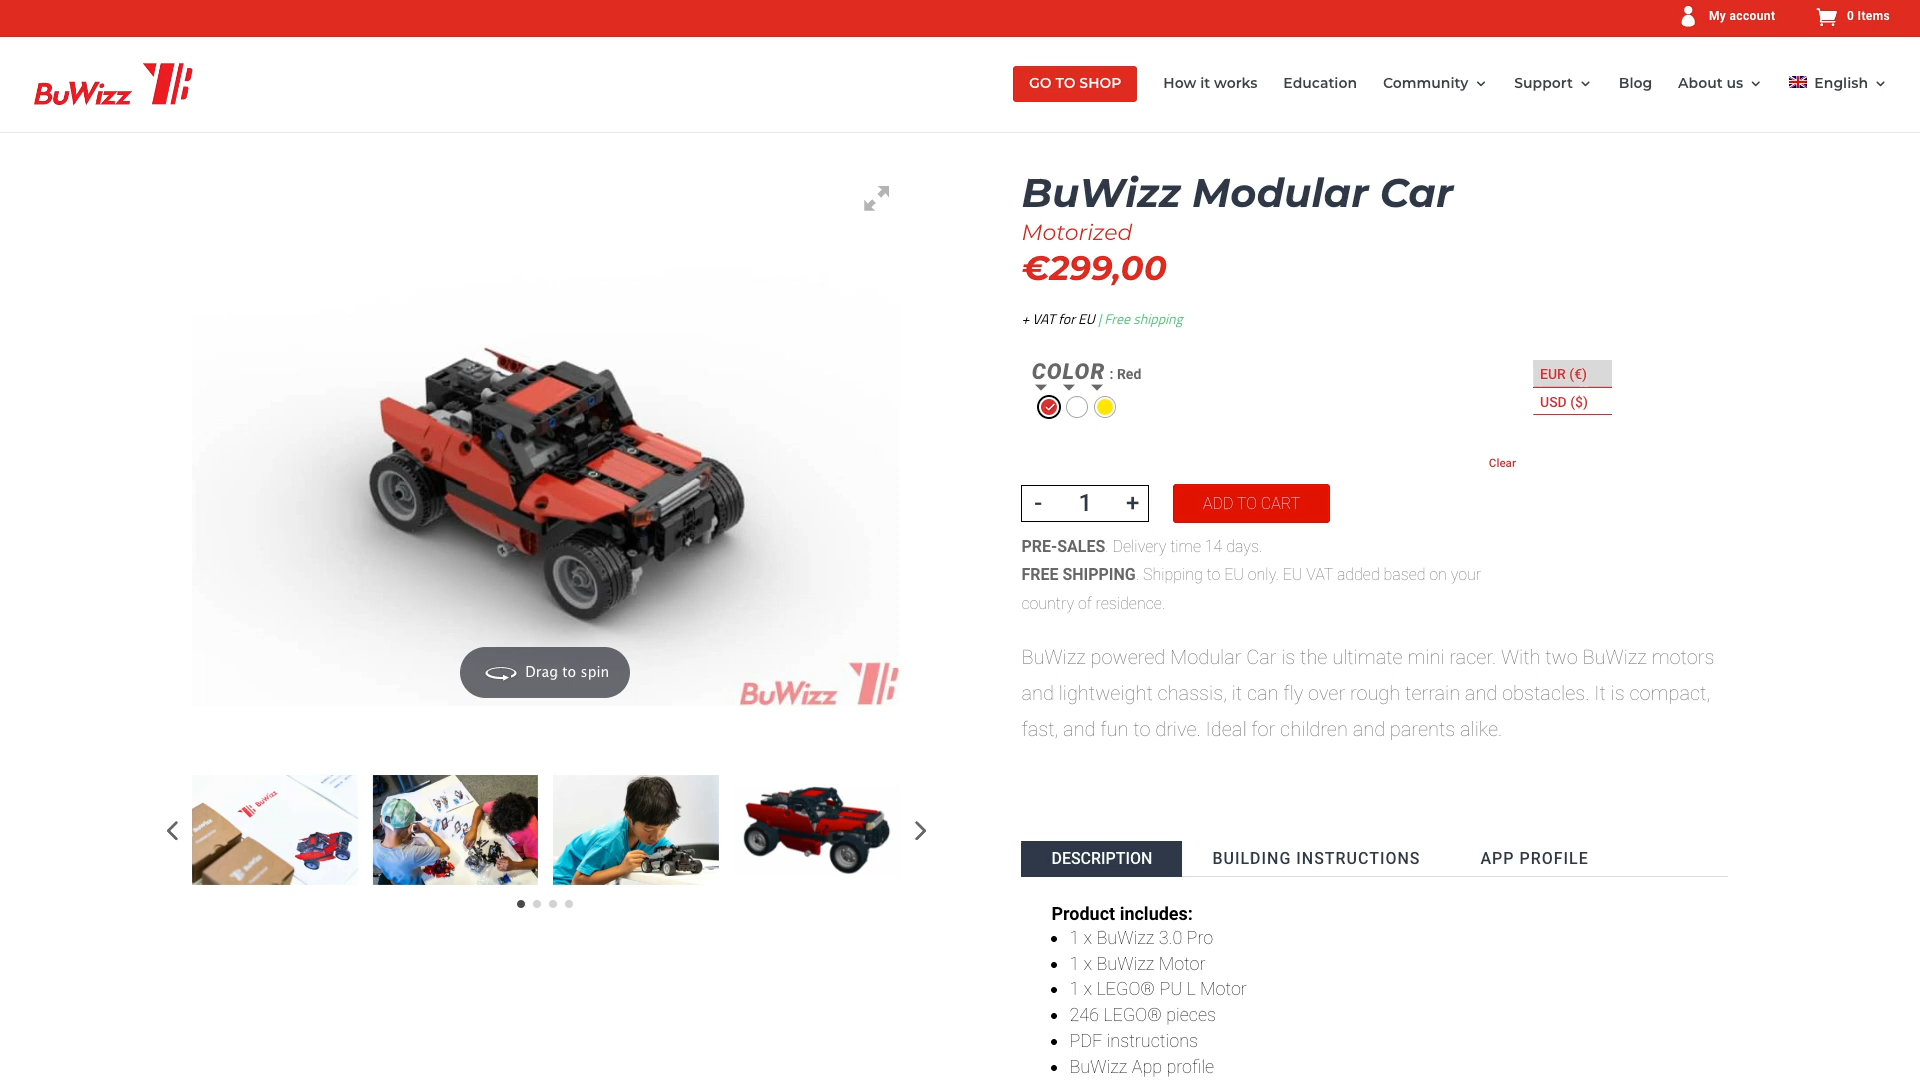 My account
0 Items
BuWizz
GO TO SHOP
How it works
Education
Community
Support
Blog
About us
English
BuWizz Modular Car
Motorized
€299,00
+ VAT for EU | Free shipping
COLOR : Red
EUR (€)
USD ($)
Clear
- 1 +
ADD TO CART
PRE-SALES. Delivery time 14 days.
FREE SHIPPING. Shipping to EU only. EU VAT added based on your
country of residence.
BuWizz powered Modular Car is the ultimate mini racer. With two BuWizz motors
and lightweight chassis, it can fly over rough terrain and obstacles. It is compact,
fast, and fun to drive. Ideal for children and parents alike.
Drag to spin
BuWizz
BuWizz
DESCRIPTION
BUILDING INSTRUCTIONS
APP PROFILE
Product includes:
1 x BuWizz 3.0 Pro
1 x BuWizz Motor
1 x LEGO® PU L Motor
246 LEGO® pieces
PDF instructions
BuWizz App profile